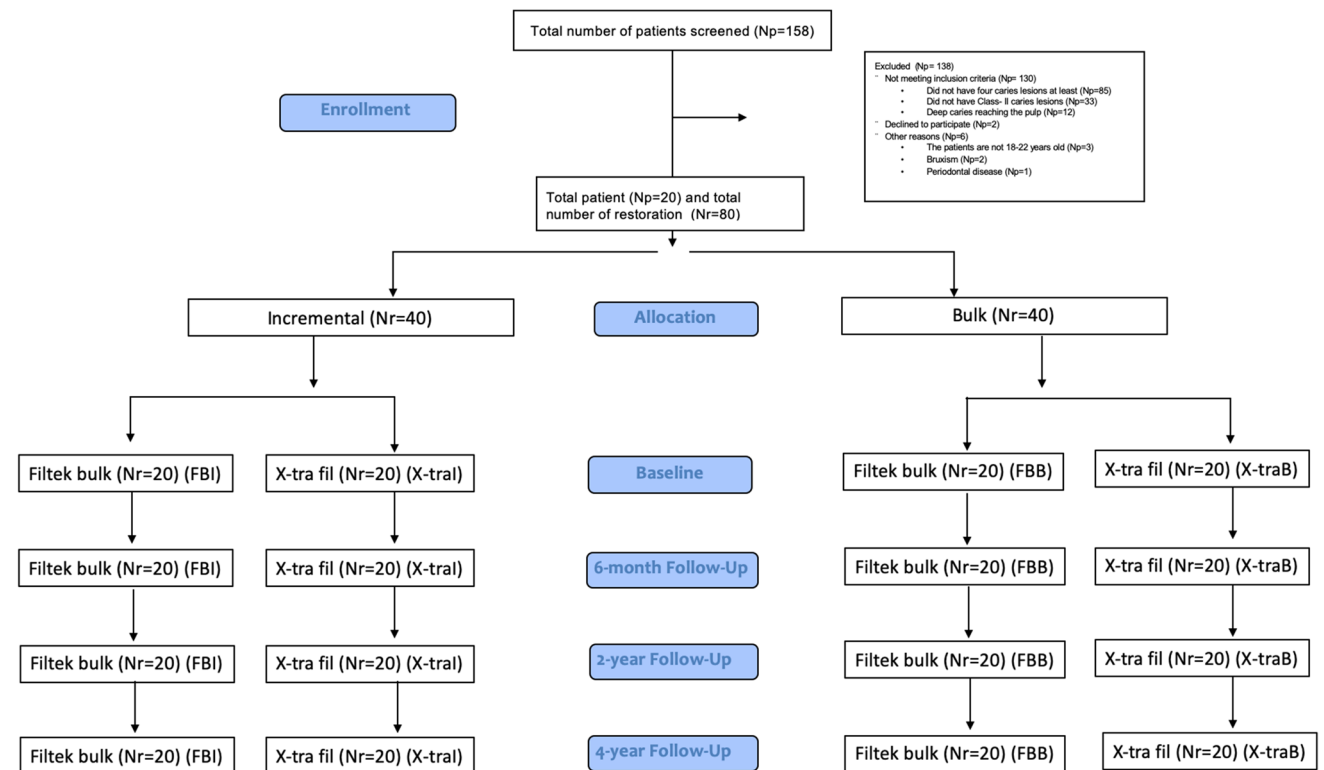 Total number of patients screened (Np=158)
Excluded (Np= 138)
¨ Not meeting inclusion criteria (Np= 130)
• Did not have four caries lesions at least (Np=85)
• Did not have Class- II caries lesions (Np=33)
• Deep caries reaching the pulp (Np=12)
¨ Declined to participate (Np=2)
¨ Other reasons (Np=6)
• The patients are not 18-22 years old (Np=3)
• Bruxism (Np=2)
• Periodontal disease (Np=1)
Enrollment
Total patient (Np=20) and total
number of restoration (Nr=80)
Incremental (Nr=40)
Allocation
Bulk (Nr=40)
Filtek bulk (Nr=20) (FBI)
X-tra fil (Nr=20) (X-traI)
Baseline
Filtek bulk (Nr=20) (FBB)
X-tra fil (Nr=20) (X-traB)
Filtek bulk (Nr=20) (FBI)
X-tra fil (Nr=20) (X-traI)
6-month Follow-Up
Filtek bulk (Nr=20) (FBB)
X-tra fil (Nr=20) (X-traB)
Filtek bulk (Nr=20) (FBI)
X-tra fil (Nr=20) (X-traI)
2-year Follow-Up
Filtek bulk (Nr=20) (FBB)
X-tra fil (Nr=20) (X-traB)
Filtek bulk (Nr=20) (FBI)
X-tra fil (Nr=20) (X-traI)
4-year Follow-Up
Filtek bulk (Nr=20) (FBB)
X-tra fil (Nr=20) (X-traB)